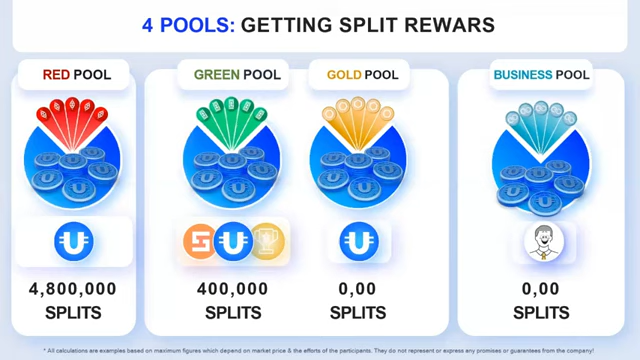 4 POOLS: GETTING SPLIT REWARS
RED POOL
GREEN POOL
GOLD POOL
BUSINESS POOL
4,800,000
SPLITS
400,000
SPLITS
0,00
SPLITS
0,00
SPLITS
* All calculations are examples based on maximum figures which depend on market price & the efforts of the participants. They do not represent or express any promises or guarantees from the company!